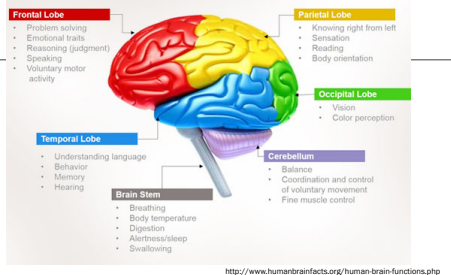 Frontal Lobe
• Problem solving
• Emotional traits
• Reasoning (judgment)
• Speaking
• Voluntary motor
activity
Parietal Lobe
• Knowing right from left
• Sensation
• Reading
• Body orientation
Occipital Lobe
• Vision
• Color perception
Temporal Lobe
• Understanding language
• Behavior
• Memory
• Hearing
Cerebellum
• Balance
• Coordination and control
of voluntary movement
• Fine muscle control
Brain Stem
• Breathing
• Body temperature
• Digestion
• Alertness/sleep
• Swallowing
http://www.humanbrainfacts.org/human-brain-functions.php